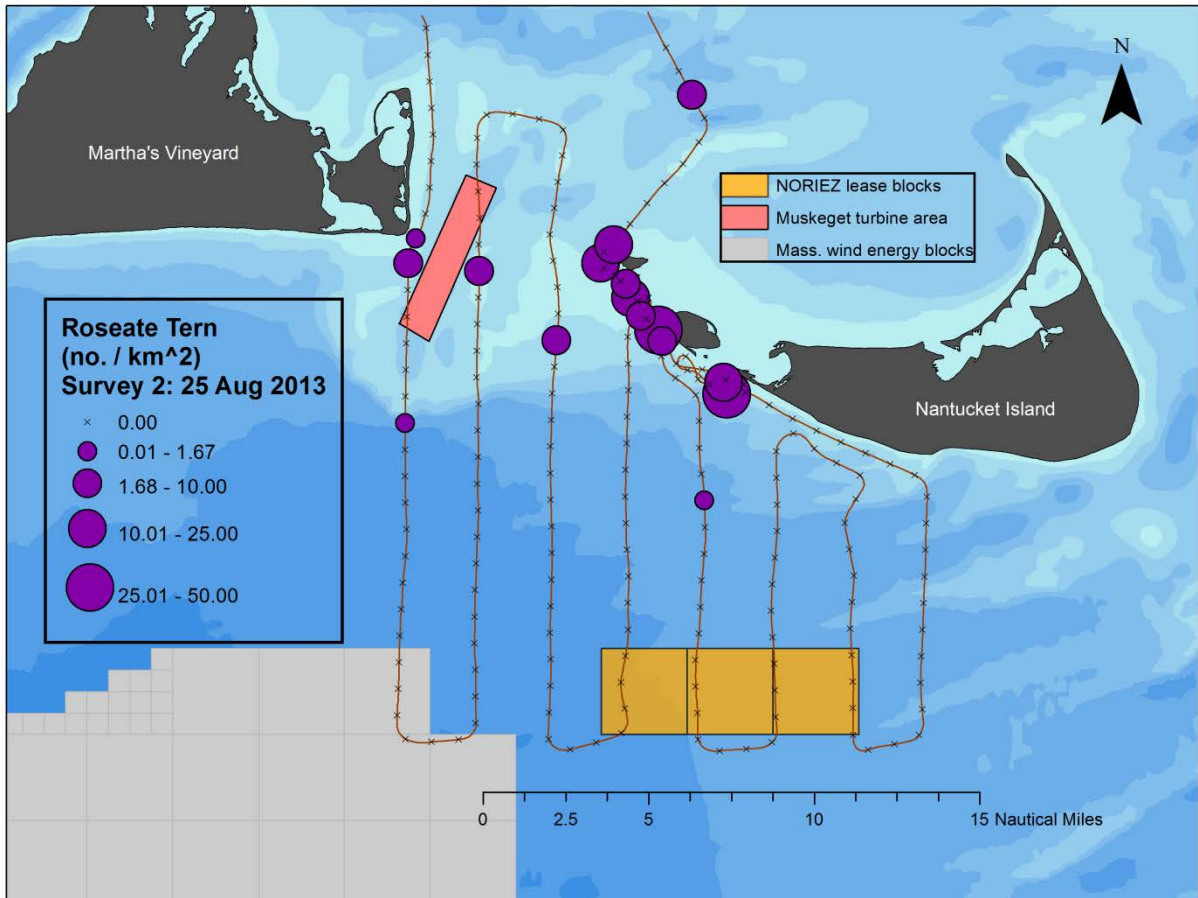 N
Martha's Vineyard
NORIEZ lease blocks
Muskeget turbine area
Mass. wind energy blocks
Roseate Tern
(no. / km^2)
Survey 2: 25 Aug 2013
0.00
0.01 - 1.67
1.68 - 10.00
10.01 - 25.00
25.01 - 50.00
Nantucket Island
0 2.5 5 10 15 Nautical Miles